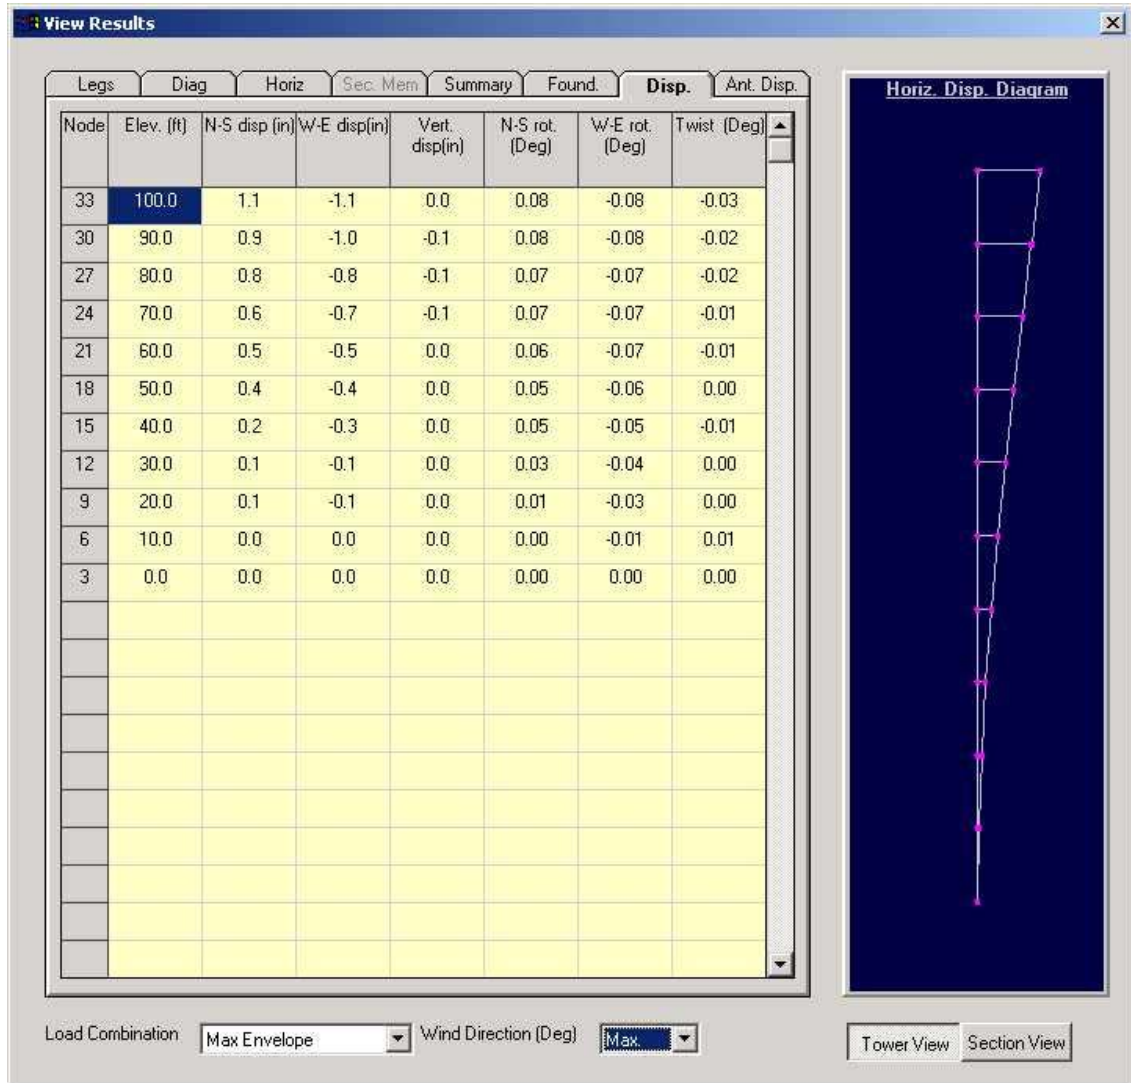 View Results
Legs Diag Horiz Sec. Mem Summary Found. Disp. Ant. Disp.
Node Elev. (ft) N-S disp (in) W-E disp(in) Vert. disp(in) N-S rot. (Deg) W-E rot. (Deg) Twist (Deg)
33 100.0 1.1 -1.1 0.0 0.08 -0.08 -0.03
30 90.0 0.9 -1.0 -0.1 0.08 -0.08 -0.02
27 80.0 0.8 -0.8 -0.1 0.07 -0.07 -0.02
24 70.0 0.6 -0.7 -0.1 0.07 -0.07 -0.01
21 60.0 0.5 -0.5 0.0 0.06 -0.07 -0.01
18 50.0 0.4 -0.4 0.0 0.05 -0.06 0.00
15 40.0 0.2 -0.3 0.0 0.05 -0.05 -0.01
12 30.0 0.1 -0.1 0.0 0.03 -0.04 0.00
9 20.0 0.1 -0.1 0.0 0.01 -0.03 0.00
6 10.0 0.0 0.0 0.0 0.00 -0.01 0.01
3 0.0 0.0 0.0 0.0 0.00 0.00 0.00
Horiz. Disp. Diagram
Load Combination Max Envelope Wind Direction (Deg) Max.
Tower View Section View